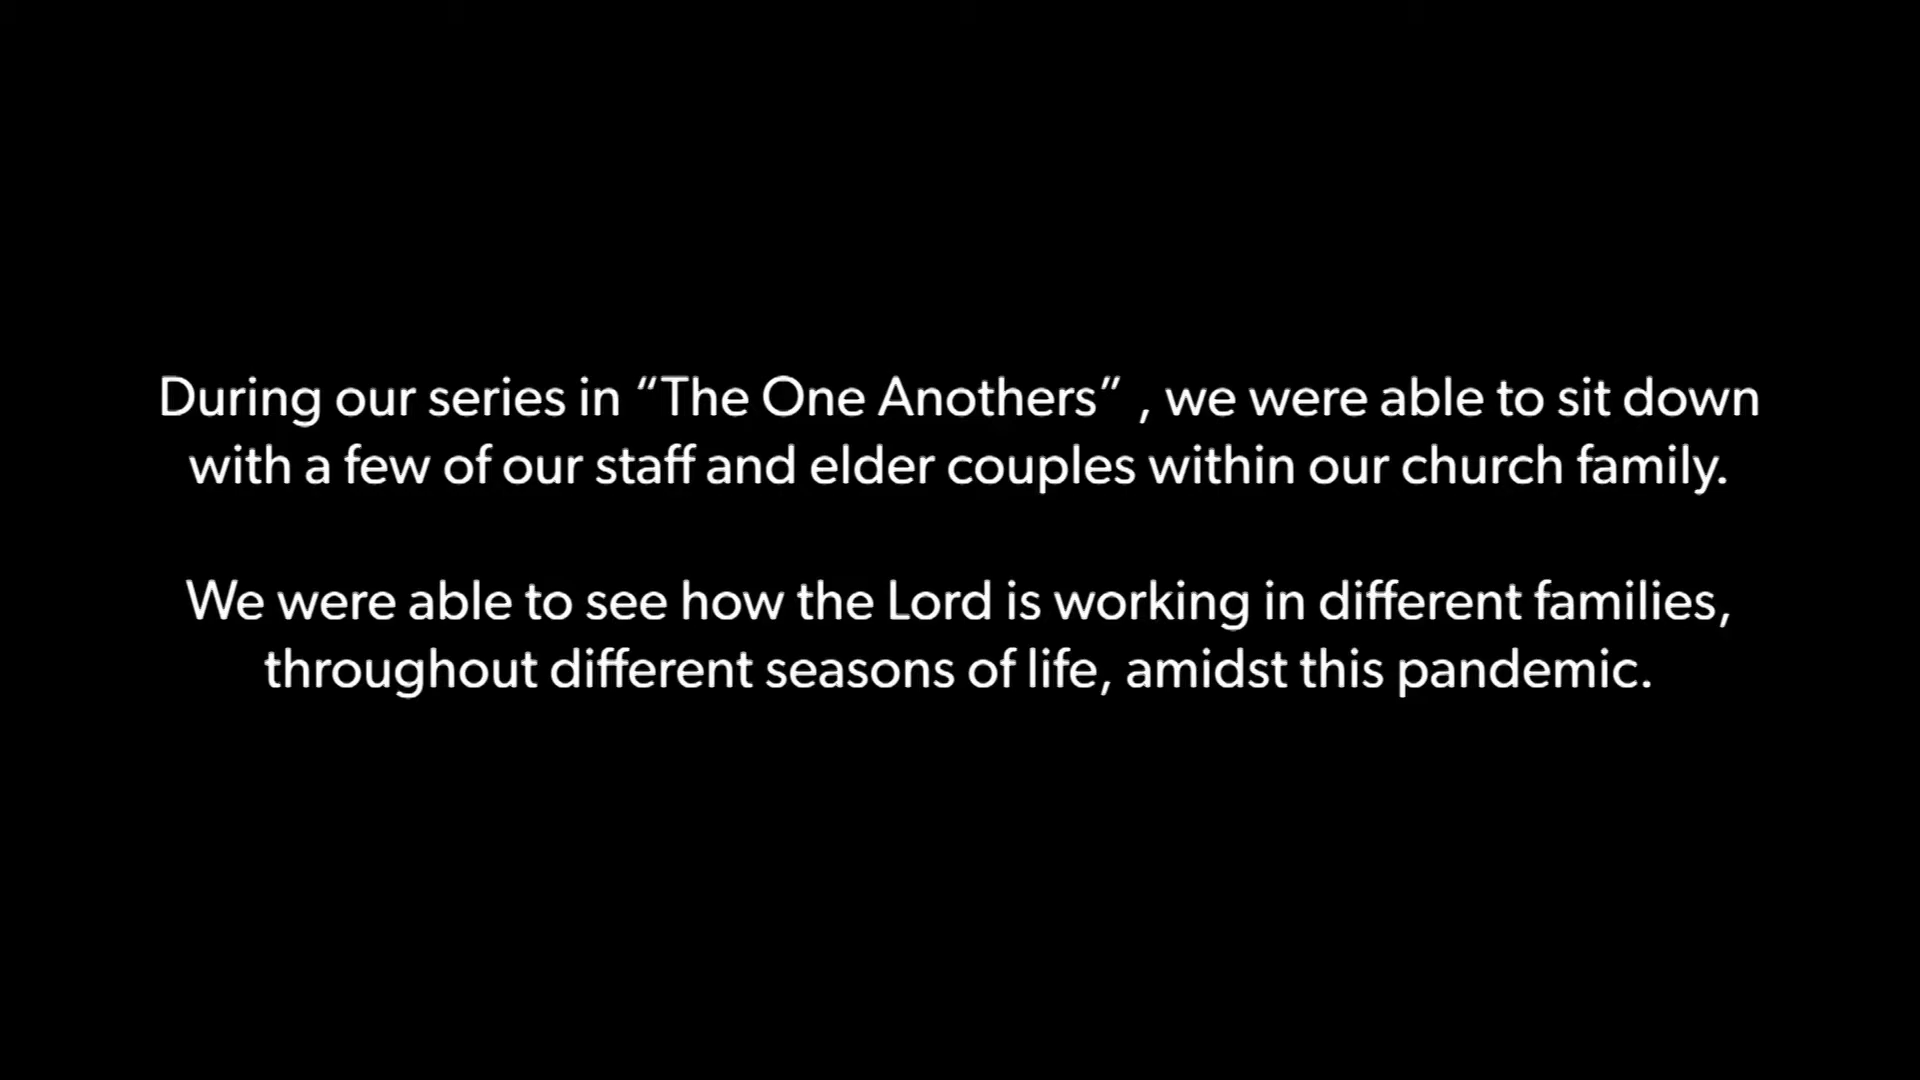 During our series in “The One Anothers” , we were able to sit down
with a few of our staff and elder couples within our church family.
We were able to see how the Lord is working in different families,
throughout different seasons of life, amidst this pandemic.